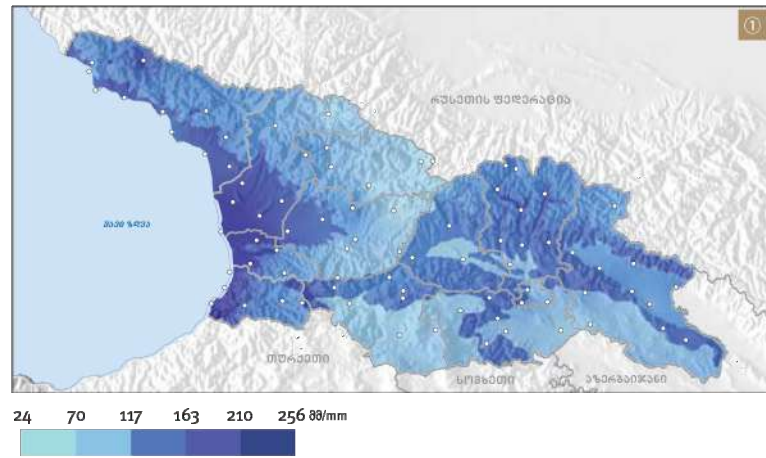 ①
რუსეთის ფედერაცია
შავი ზღვა
თურქეთი
სომხეთი
აზერბაიჯანი
24 70 117 163 210 256 მმ/mm